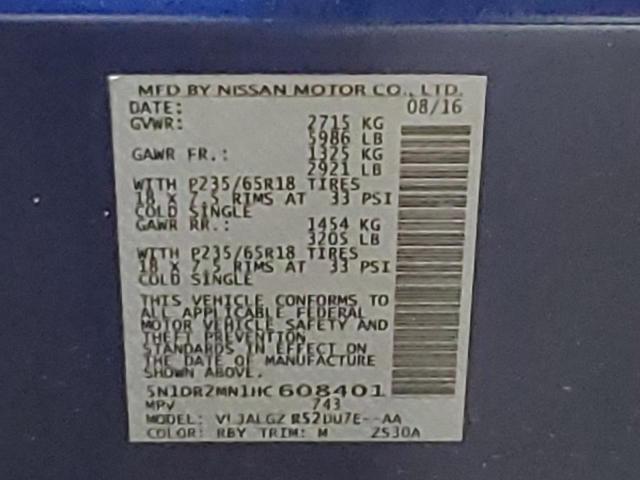 MFD BY NISSAN MOTOR CO., LTD.
DATE: 08/16
GVWR: 2715 KG
5986 LB
GAWR FR.: 1325 KG
2921 LB
WITH P235/65R18 TIRES
18 X 7.5 RIMS AT 33 PSI
COLD SINGLE
GAWR RR.: 1454 KG
3205 LB
WITH P235/65R18 TIRES
18 X 7.5 RIMS AT 33 PSI
COLD SINGLE
THIS VEHICLE CONFORMS TO
ALL APPLICABLE FEDERAL
MOTOR VEHICLE SAFETY AND
THEFT PREVENTION
STANDARDS IN EFFECT ON
THE DATE OF MANUFACTURE
SHOWN ABOVE.
5N1DR2MN1HC608401
MPV 743
MODEL: R52DU7E--AA
COLOR: RBY TRIM: M 2530A